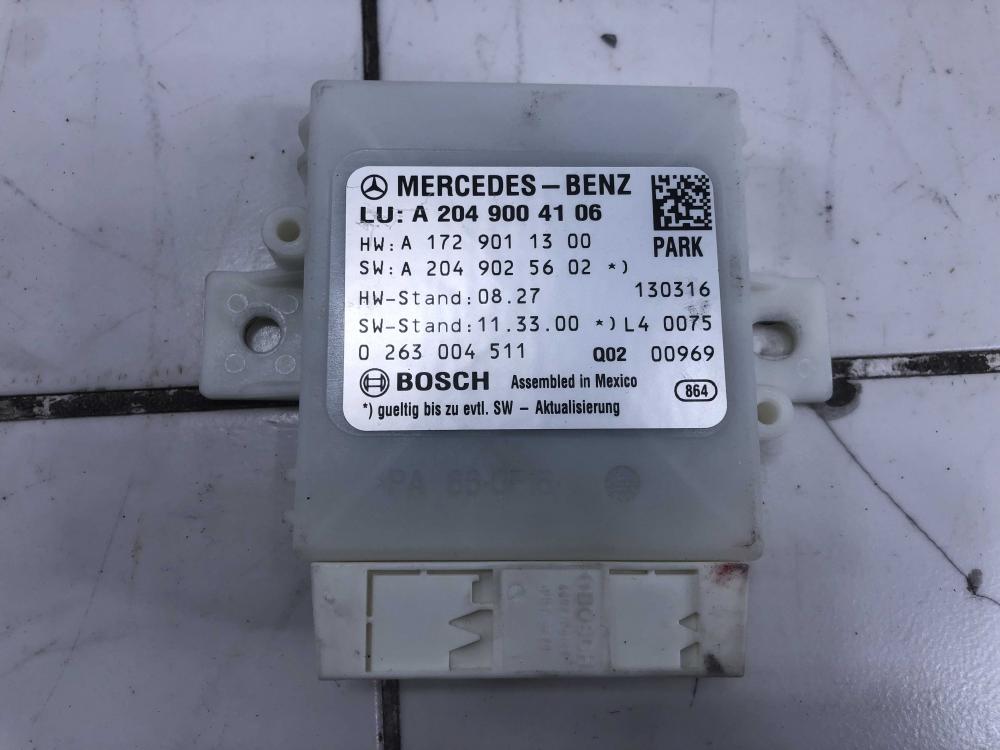 MERCEDES-BENZ
LU: A 204 900 41 06
HW: A 172 901 13 00
PARK
SW: A 204 902 56 02 *)
HW-Stand: 08.27 130316
SW-Stand: 11.33.00 *) L4 0075
0 263 004 511 Q02 00969
BOSCH Assembled in Mexico 864
*) gueltig bis zu evtl. SW - Aktualisierung
BOSCH